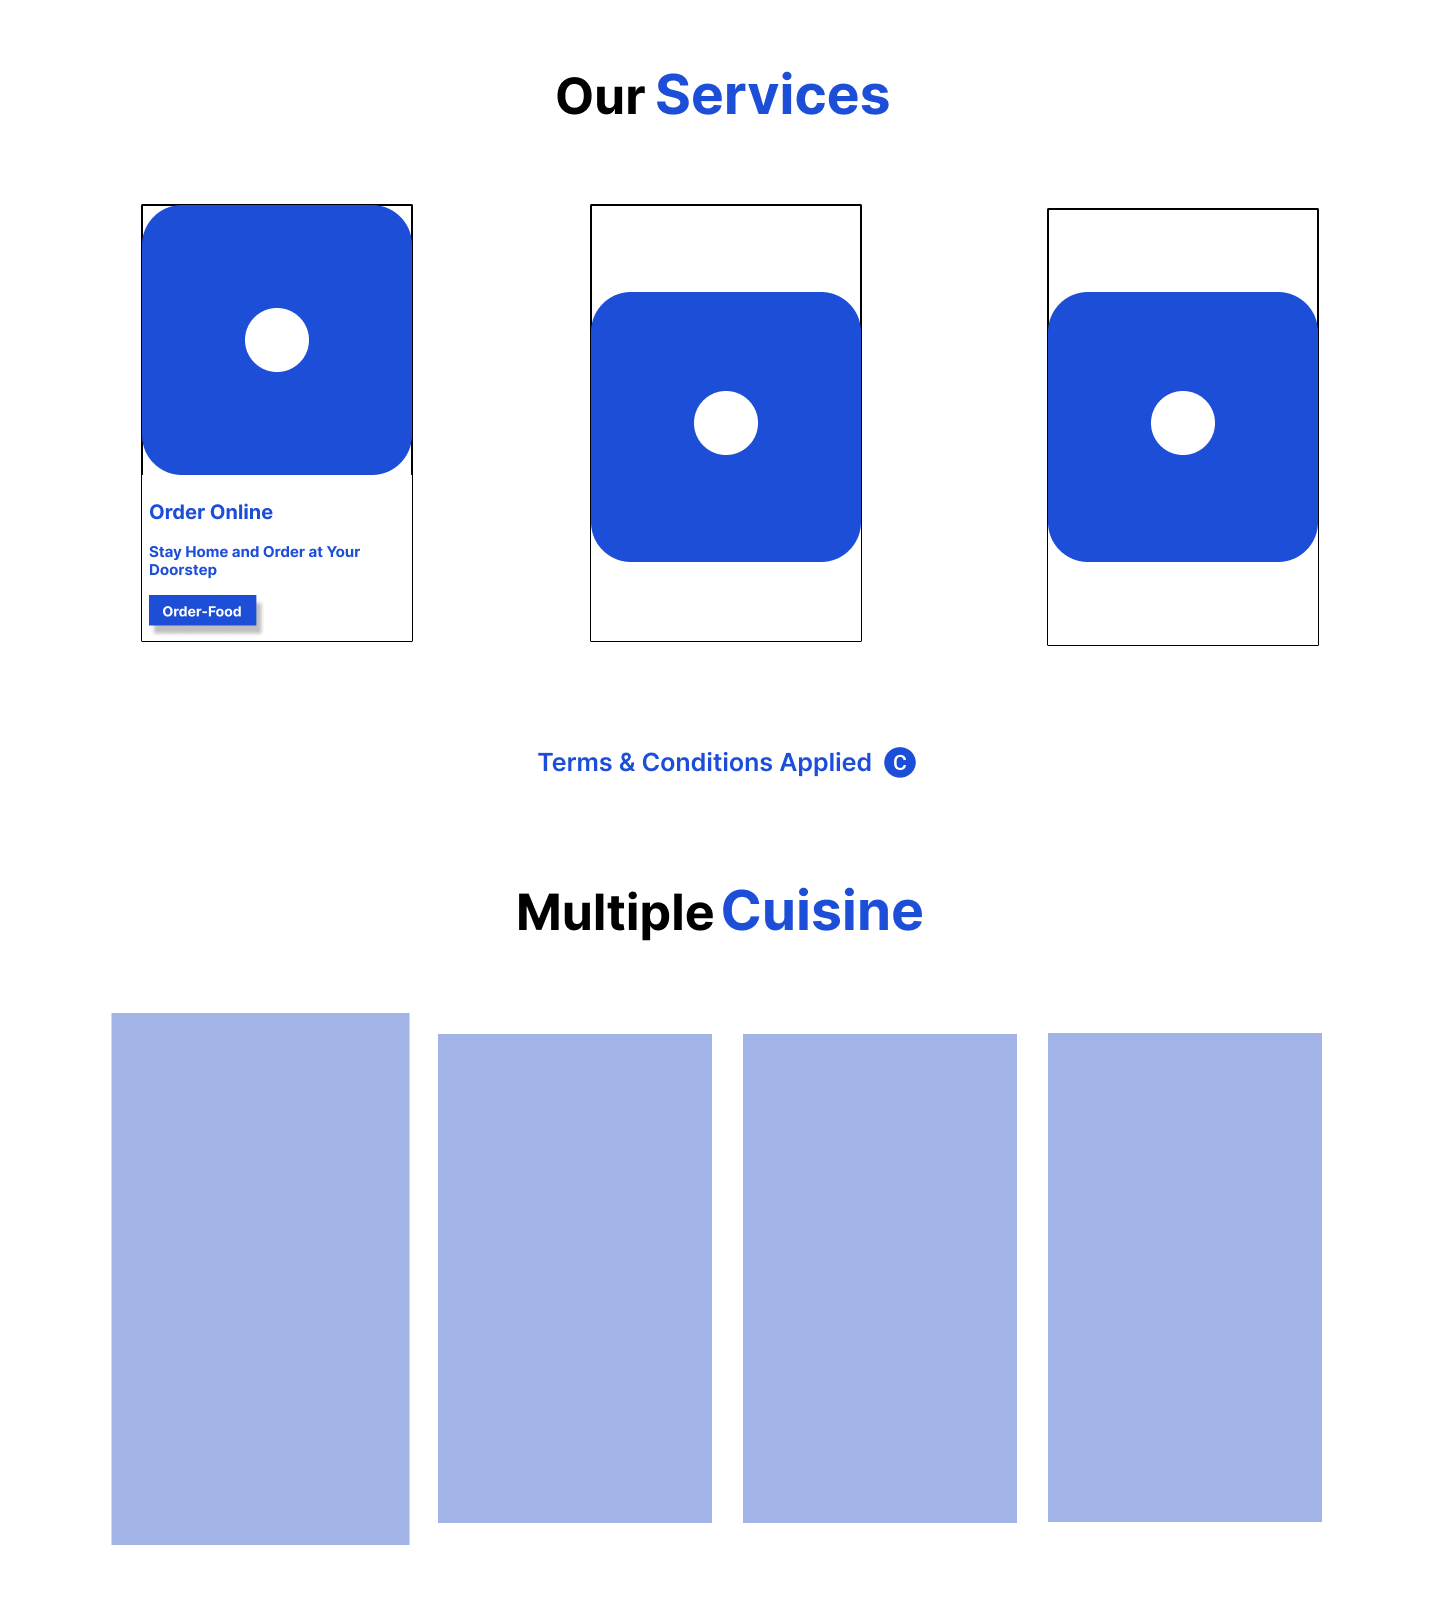 Our Services
Order Online
Stay Home and Order at Your
Doorstep
Order-Food
Terms & Conditions Applied C
Multiple Cuisine